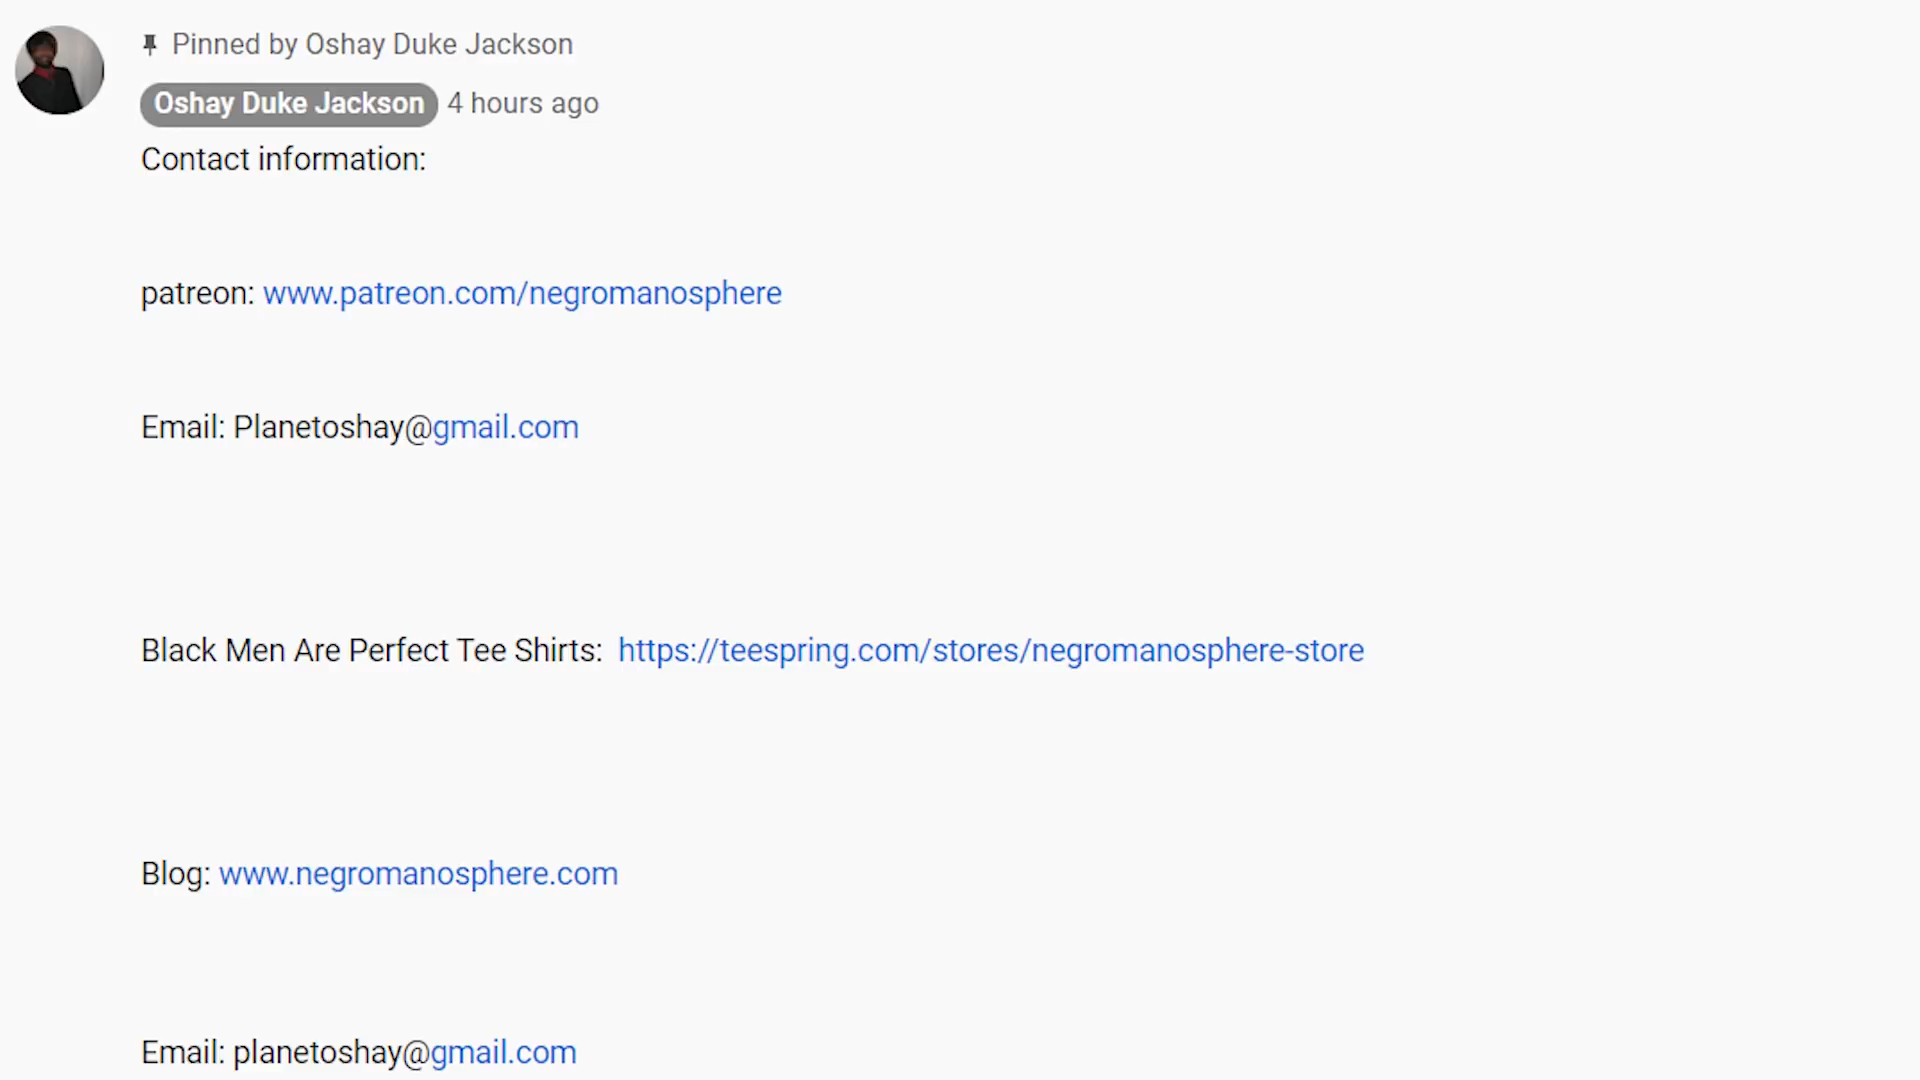 Pinned by Oshay Duke Jackson
Oshay Duke Jackson 4 hours ago
Contact information:
patreon: www.patreon.com/negromanosphere
Email: Planetoshay@gmail.com
Black Men Are Perfect Tee Shirts: https://teespring.com/stores/negromanosphere-store
Blog: www.negromanosphere.com
Email: planetoshay@gmail.com